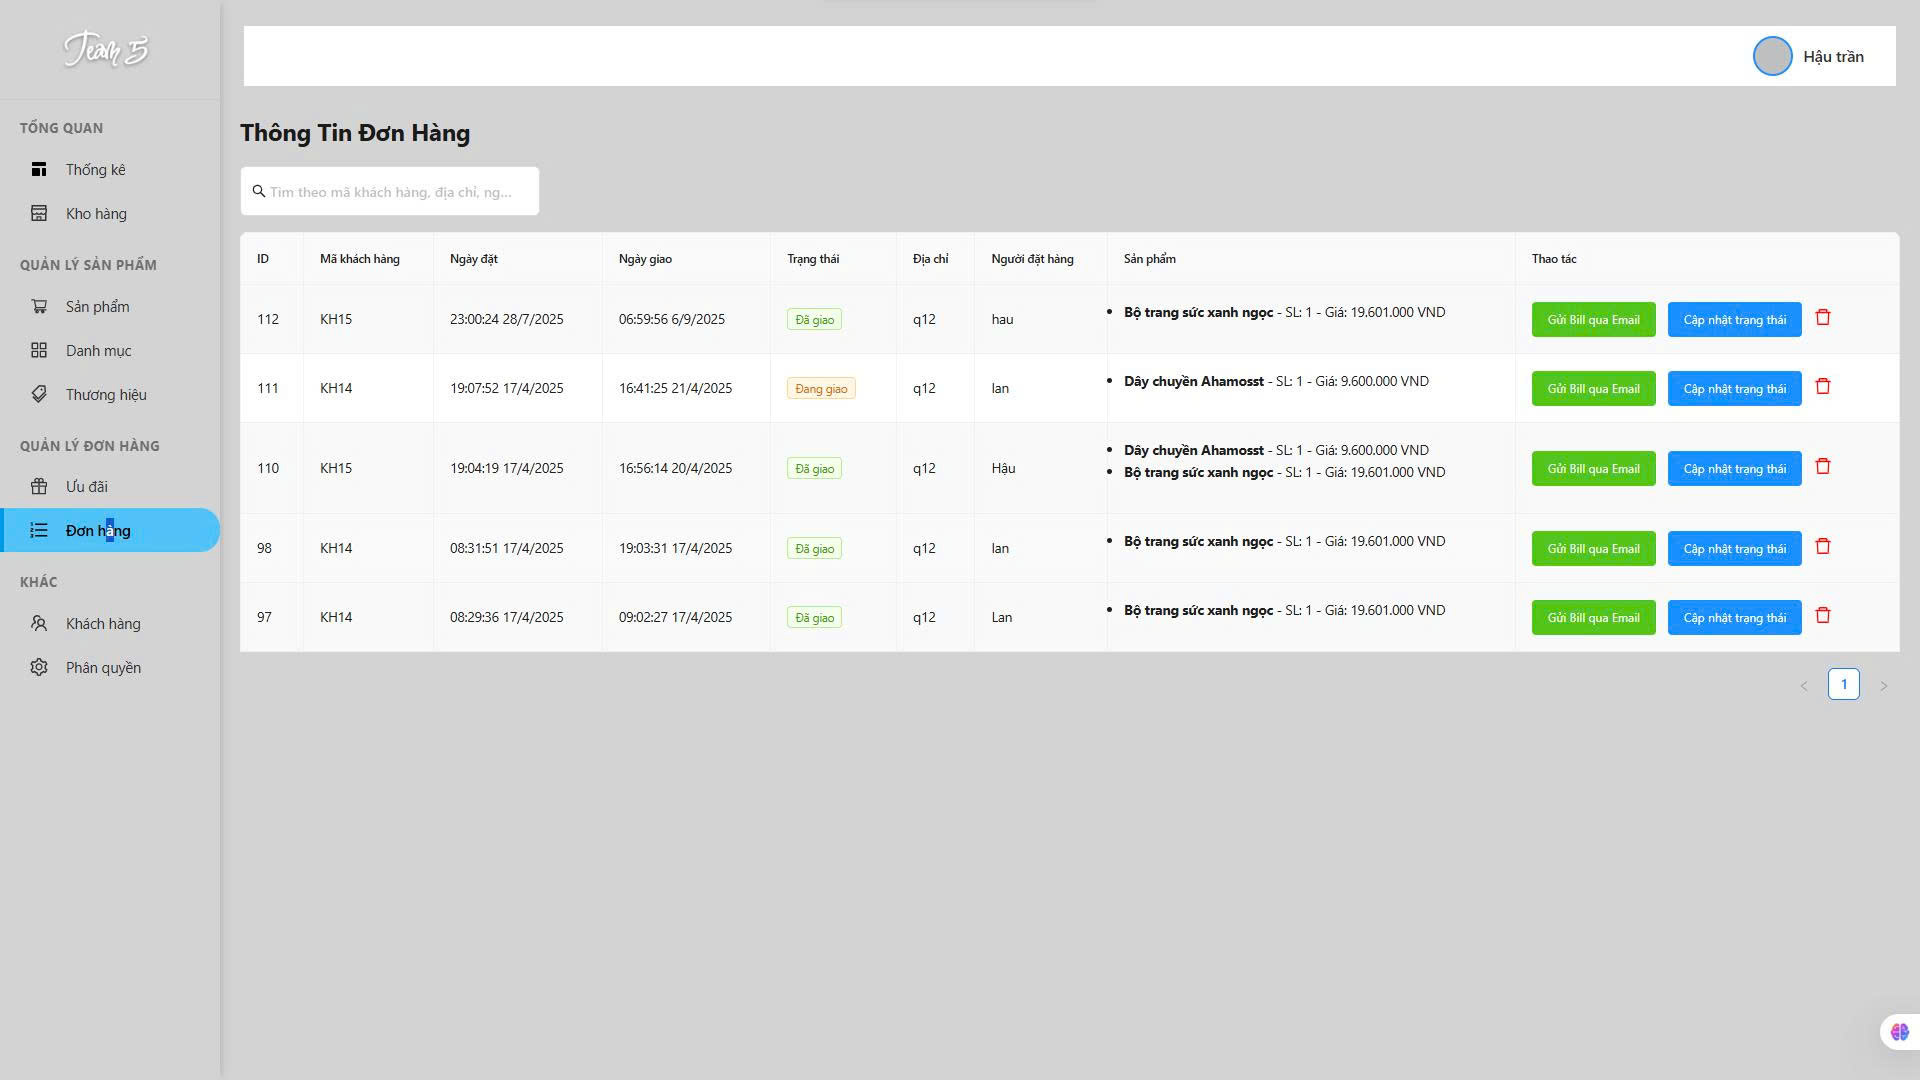 Team 5
Hậu trần
TỔNG QUAN
Thống kê
Kho hàng
QUẢN LÝ SẢN PHẨM
Sản phẩm
Danh mục
Thương hiệu
QUẢN LÝ ĐƠN HÀNG
Ưu đãi
Đơn hàng
KHÁC
Khách hàng
Phân quyền
Thông Tin Đơn Hàng
Tìm theo mã khách hàng, địa chỉ, ng...
ID Mã khách hàng Ngày đặt Ngày giao Trạng thái Địa chỉ Người đặt hàng Sản phẩm Thao tác
112 KH15 23:00:24 28/7/2025 06:59:56 6/9/2025 Đã giao q12 hau Bộ trang sức xanh ngọc - SL: 1 - Giá: 19.601.000 VND Gửi Bill qua Email Cập nhật trạng thái
111 KH14 19:07:52 17/4/2025 16:41:25 21/4/2025 Đang giao q12 lan Dây chuyền Ahamosst - SL: 1 - Giá: 9.600.000 VND Gửi Bill qua Email Cập nhật trạng thái
110 KH15 19:04:19 17/4/2025 16:56:14 20/4/2025 Đã giao q12 Hậu Dây chuyền Ahamosst - SL: 1 - Giá: 9.600.000 VND
Bộ trang sức xanh ngọc - SL: 1 - Giá: 19.601.000 VND Gửi Bill qua Email Cập nhật trạng thái
98 KH14 08:31:51 17/4/2025 19:03:31 17/4/2025 Đã giao q12 lan Bộ trang sức xanh ngọc - SL: 1 - Giá: 19.601.000 VND Gửi Bill qua Email Cập nhật trạng thái
97 KH14 08:29:36 17/4/2025 09:02:27 17/4/2025 Đã giao q12 Lan Bộ trang sức xanh ngọc - SL: 1 - Giá: 19.601.000 VND Gửi Bill qua Email Cập nhật trạng thái
< 1 >